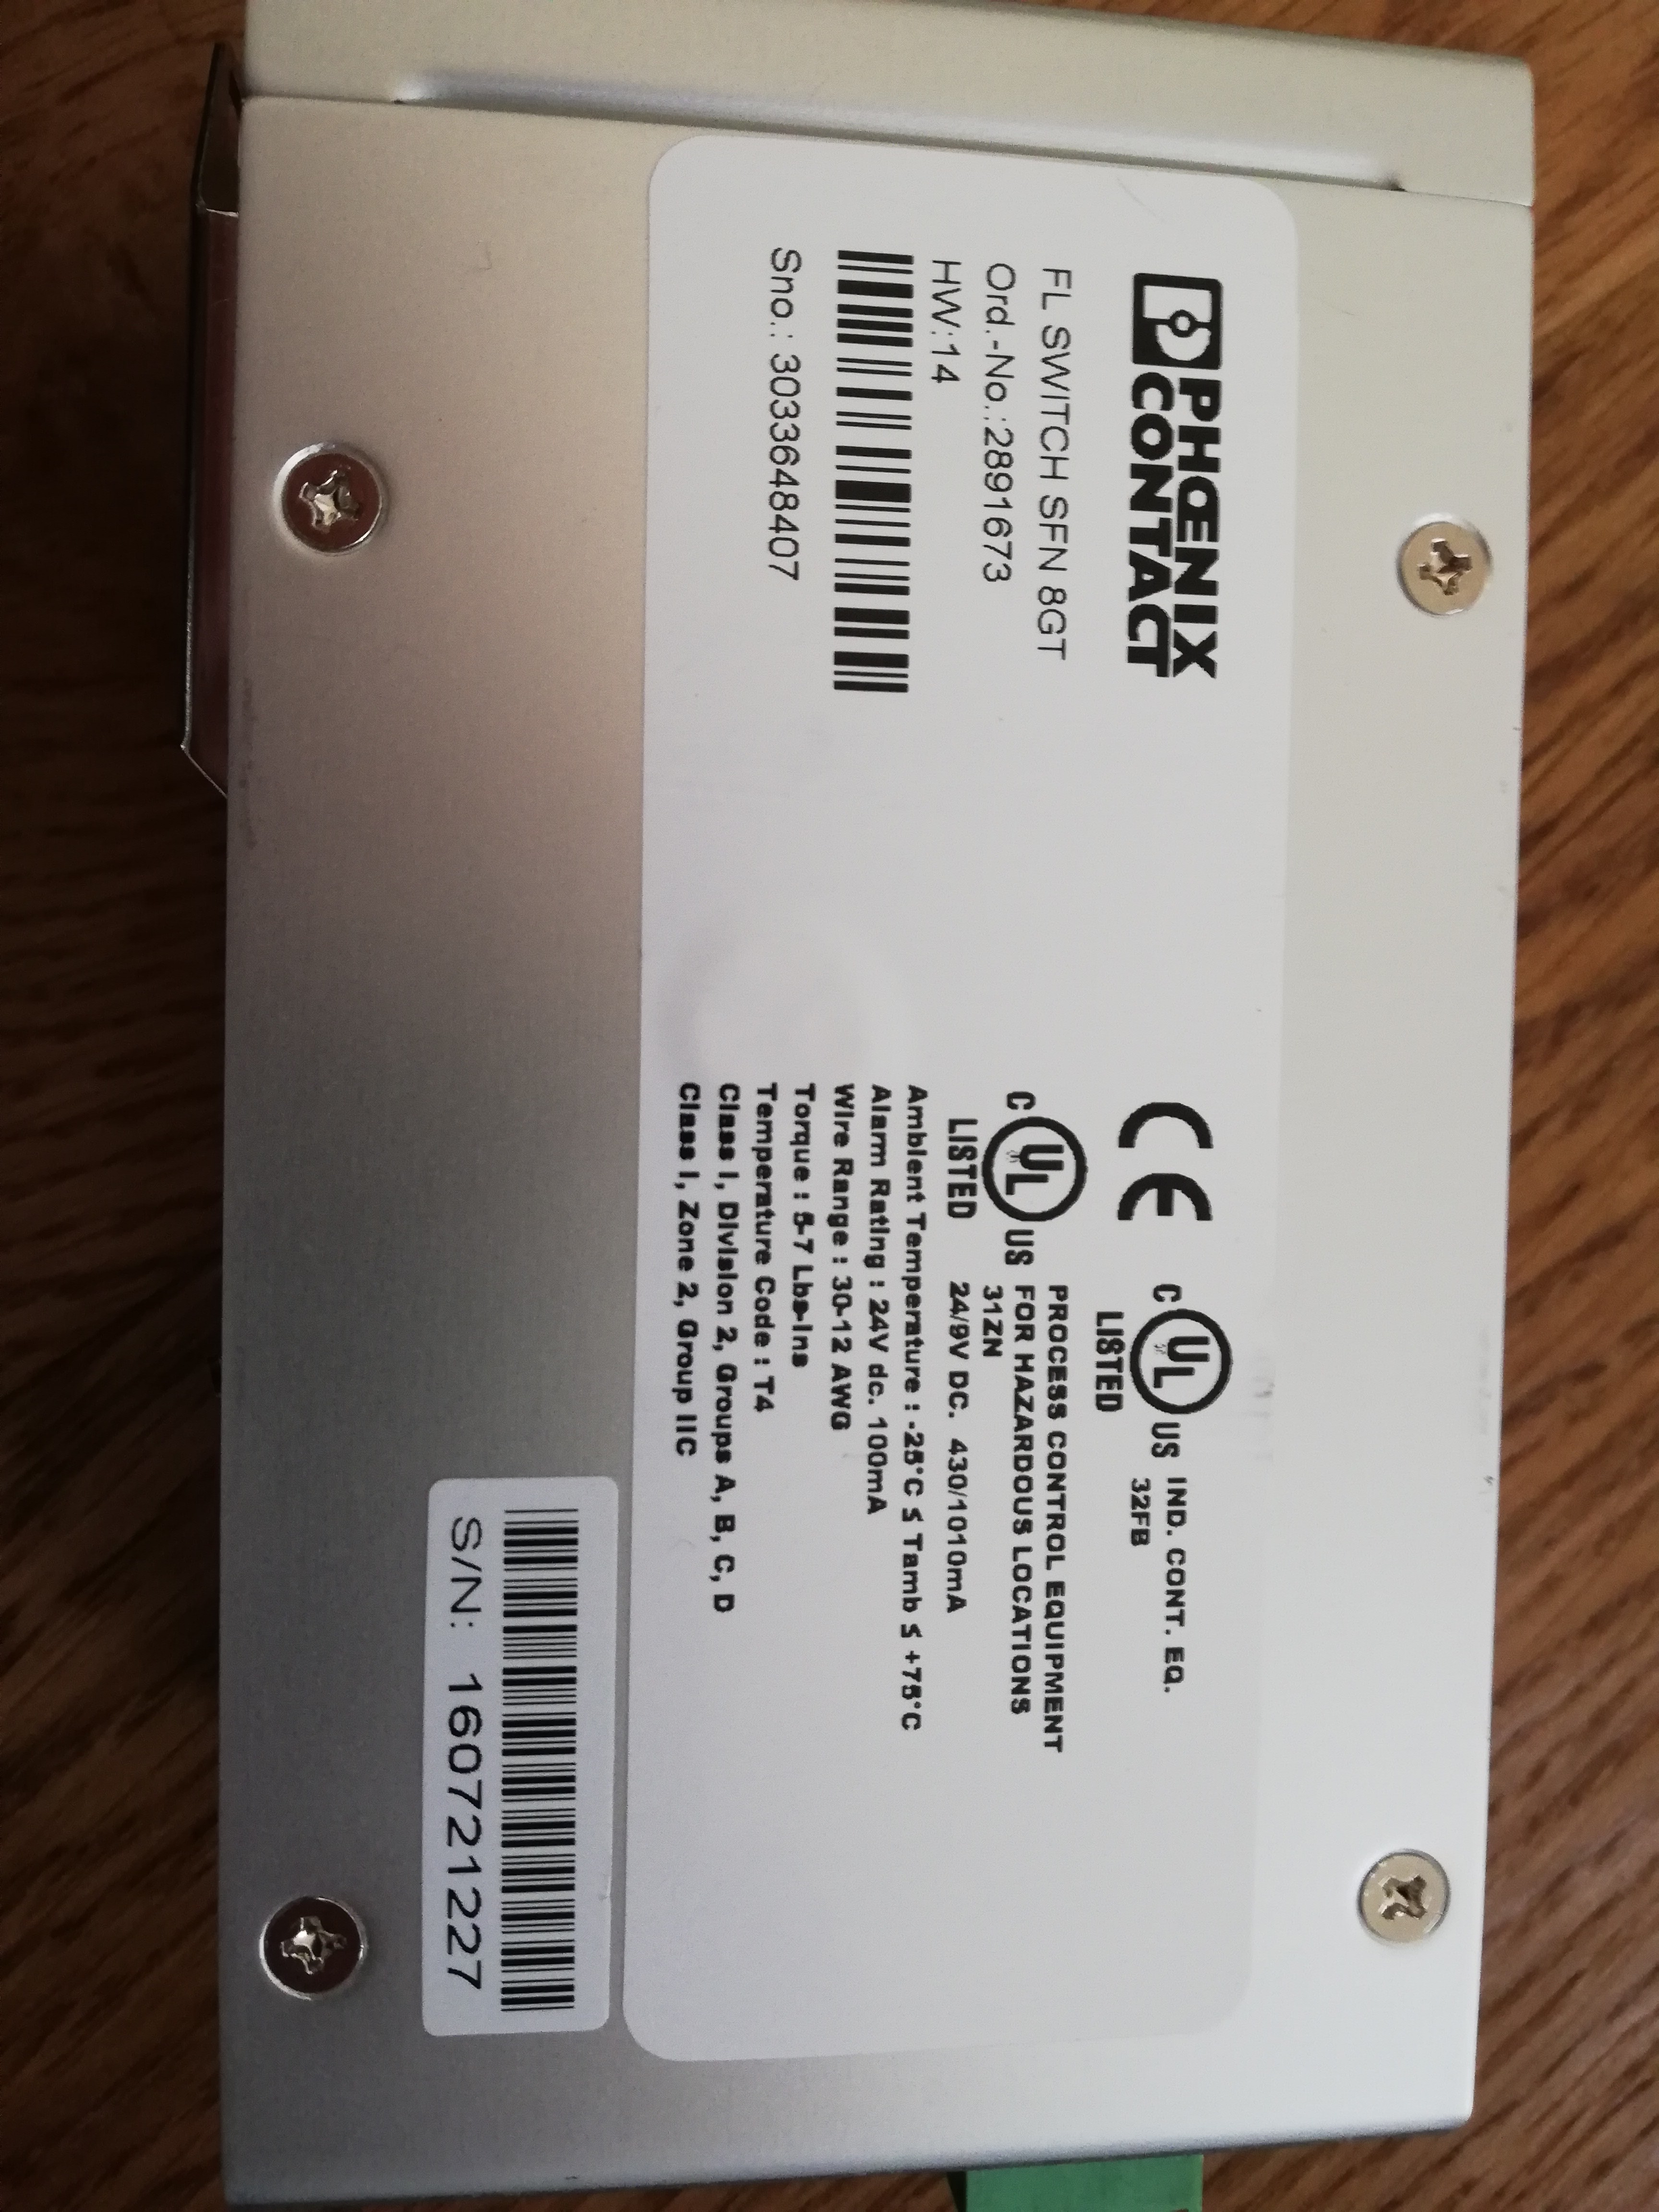 PHŒNIX
CONTACT
FL SWITCH SFN 8GT
Ord.-No.:2891673
HW:14
Sno.: 3033648407
CE
C UL US IND. CONT. EQ.
LISTED 32FB
C UL US PROCESS CONTROL EQUIPMENT
FOR HAZARDOUS LOCATIONS
31ZN
LISTED 24/9V DC. 430/1010mA
Ambient Temperature : -25°C ≤ Tamb ≤ +75°C
Alarm Rating : 24V dc. 100mA
Wire Range : 30-12 AWG
Torque : 5-7 Lbs-Ins
Temperature Code : T4
Class I, Division 2, Groups A, B, C, D
Class I, Zone 2, Group IIC
S/N: 160721227